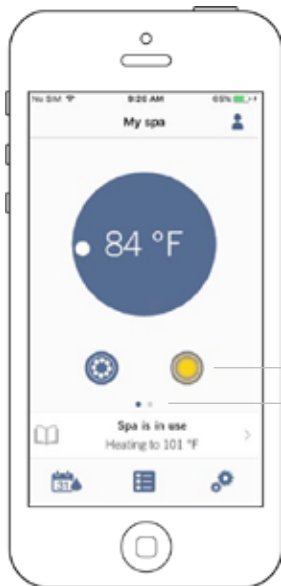 No SIM 9:26 AM 65%
My spa
84 °F
Spa is in use
Heating to 101 °F
31